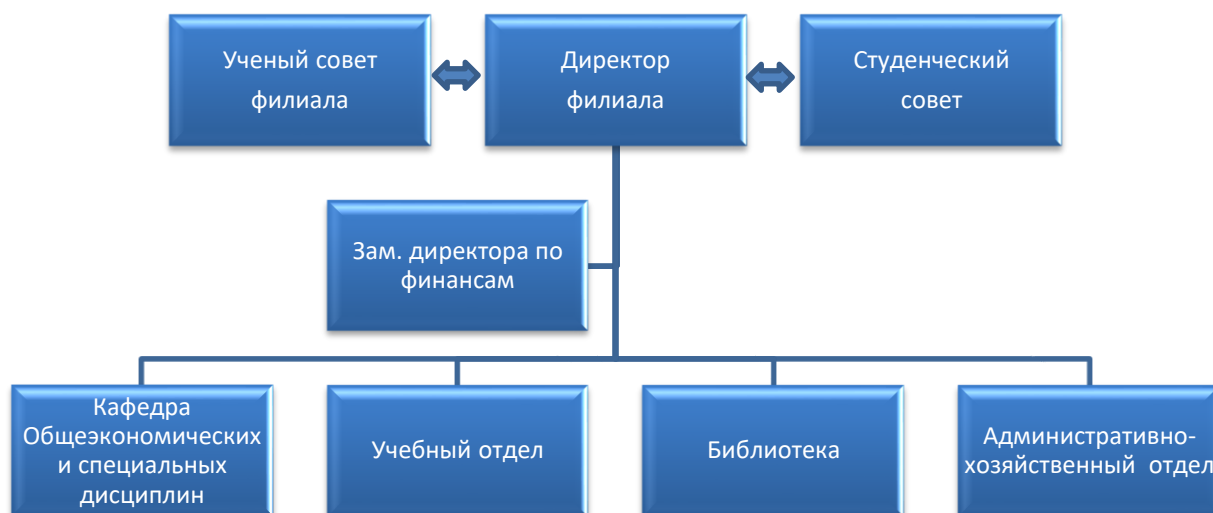 Ученый совет
филиала
Директор
филиала
Студенческий
совет
Зам. директора по
финансам
Кафедра
Общеэкономических
и специальных
дисциплин
Учебный отдел
Библиотека
Административно-
хозяйственный отдел